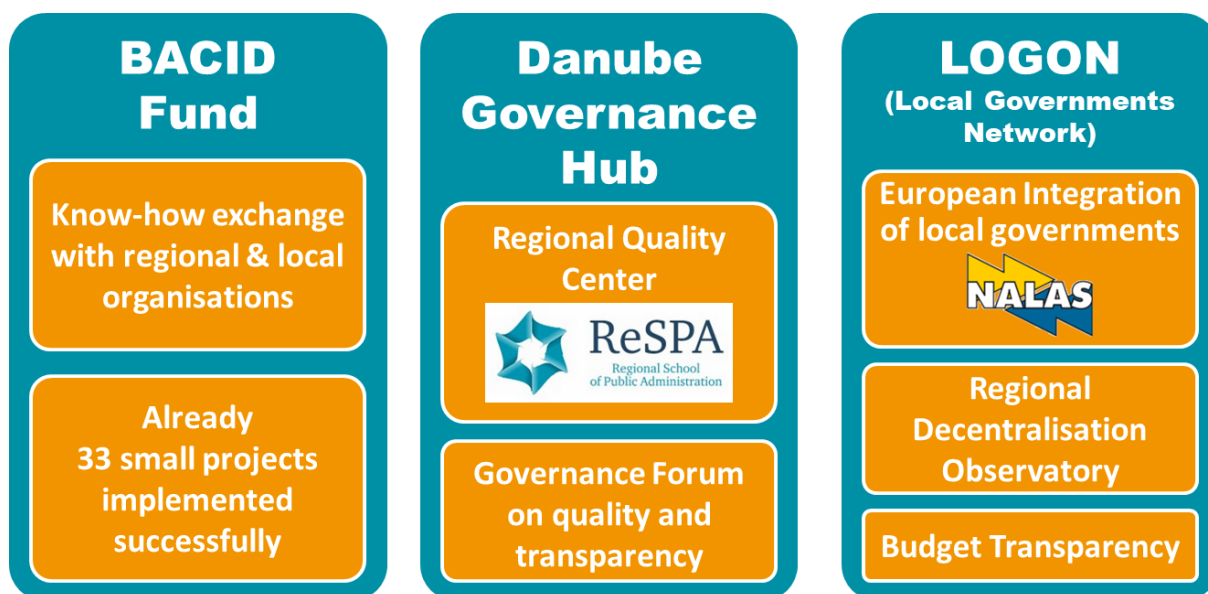 BACID
Fund
Know-how exchange
with regional & local
organisations
Already
33 small projects
implemented
successfully
Danube
Governance
Hub
Regional Quality
Center
ReSPA
Regional School
of Public Administration
Governance Forum
on quality and
transparency
LOGON
(Local Governments
Network)
European Integration
of local governments
NALAS
Regional
Decentralisation
Observatory
Budget Transparency